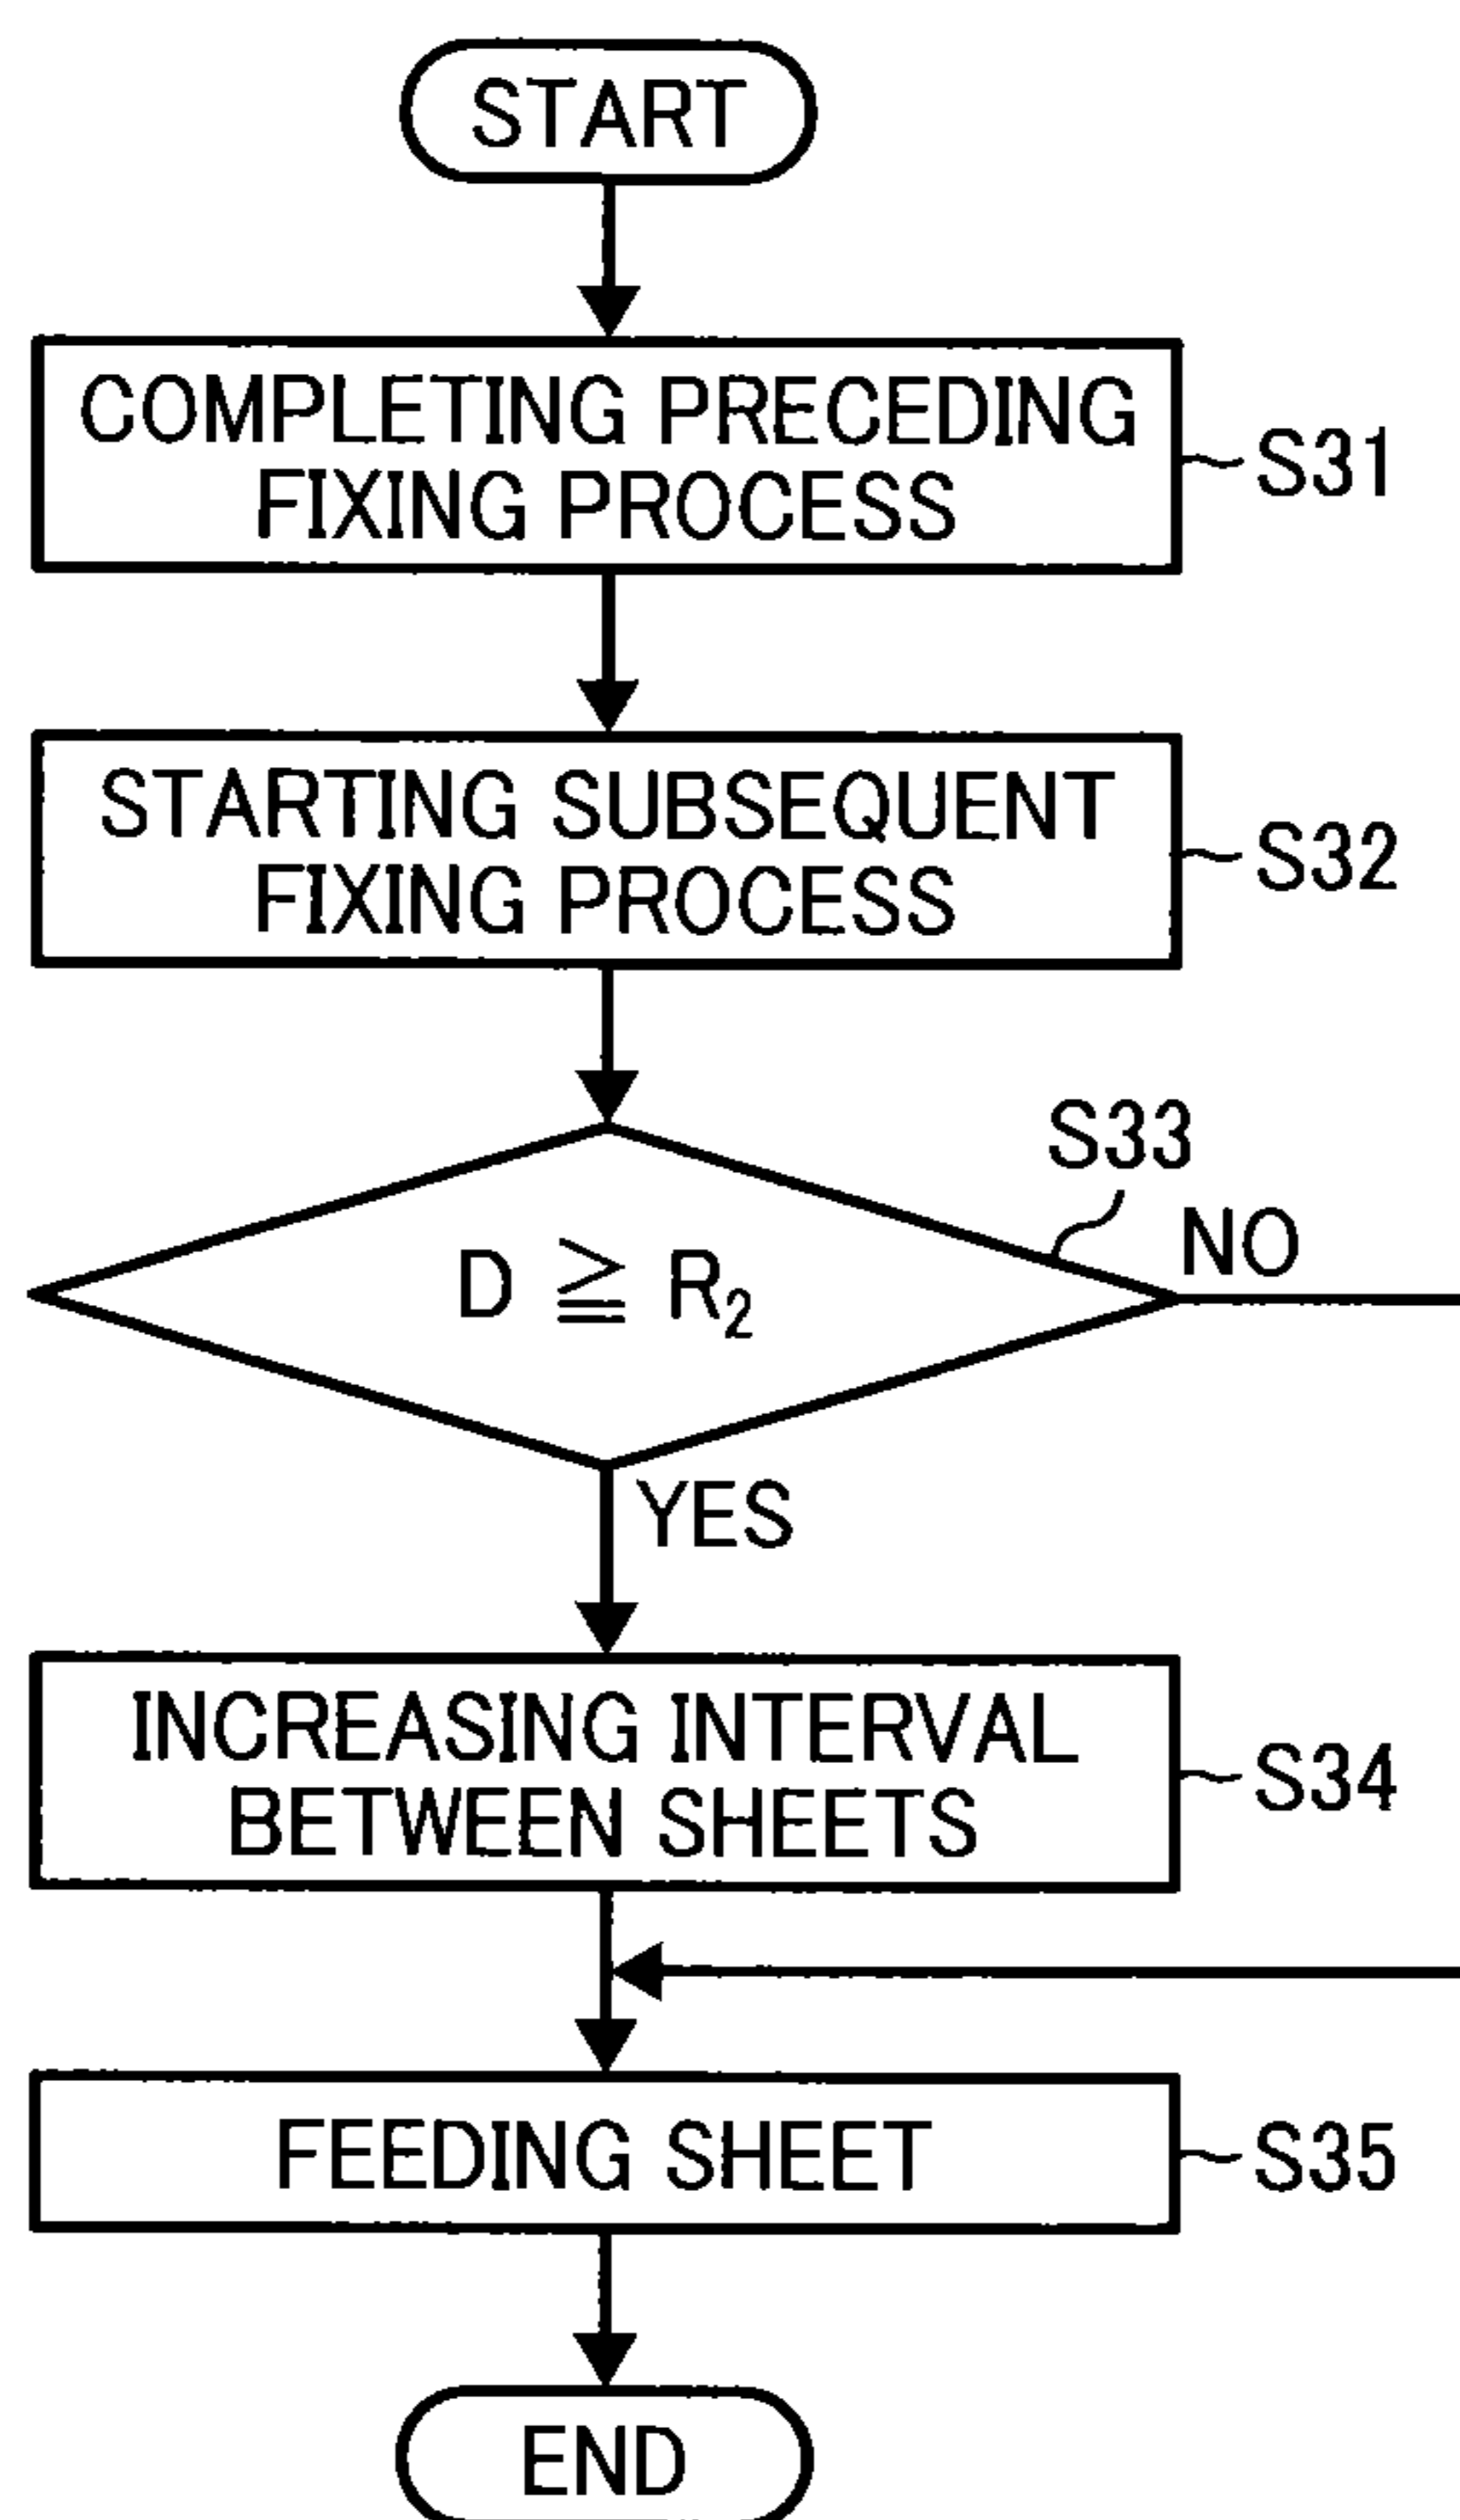 START
COMPLETING PRECEDING
FIXING PROCESS
S31
STARTING SUBSEQUENT
FIXING PROCESS
S32
S33
NO
D ≧ R₂
YES
INCREASING INTERVAL
BETWEEN SHEETS
S34
FEEDING SHEET
S35
END